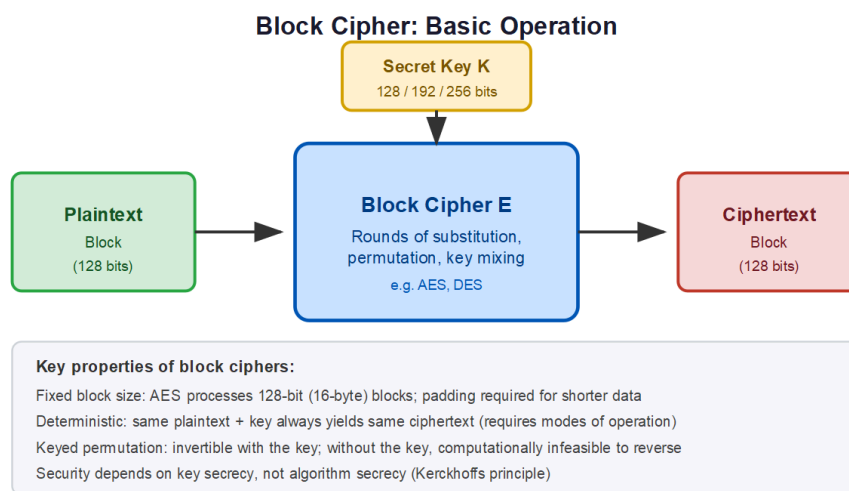 Block Cipher: Basic Operation
Secret Key K
128 / 192 / 256 bits
Plaintext
Block
(128 bits)
Block Cipher E
Rounds of substitution,
permutation, key mixing
e.g. AES, DES
Ciphertext
Block
(128 bits)
Key properties of block ciphers:
Fixed block size: AES processes 128-bit (16-byte) blocks; padding required for shorter data
Deterministic: same plaintext + key always yields same ciphertext (requires modes of operation)
Keyed permutation: invertible with the key; without the key, computationally infeasible to reverse
Security depends on key secrecy, not algorithm secrecy (Kerckhoffs principle)